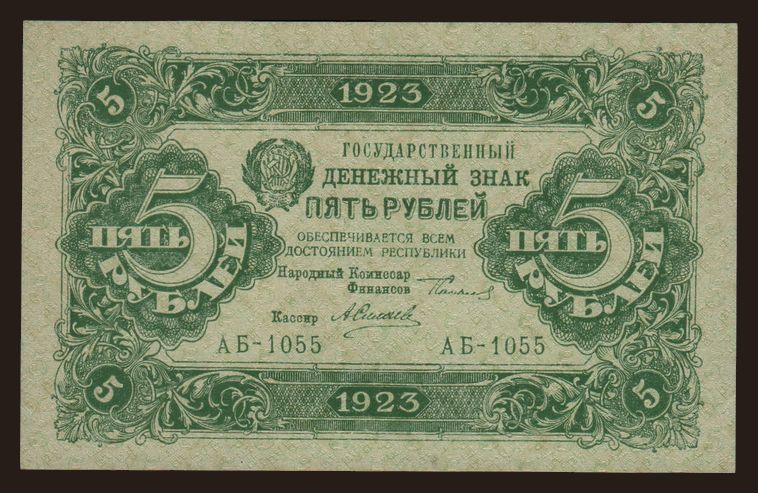 5 1923 5
ГОСУДАРСТВЕННЫЙ
ДЕНЕЖНЫЙ ЗНАК
ПЯТЬ РУБЛЕЙ
ОБЕСПЕЧИВАЕТСЯ ВСЕМ
ДОСТОЯНИЕМ РЕСПУБЛИКИ
Народный Комиссар
Финансов
Кассир
АБ-1055 АБ-1055
5 5
ПЯТЬ ПЯТЬ
РУБЛЕЙ РУБЛЕЙ
5 1923 5